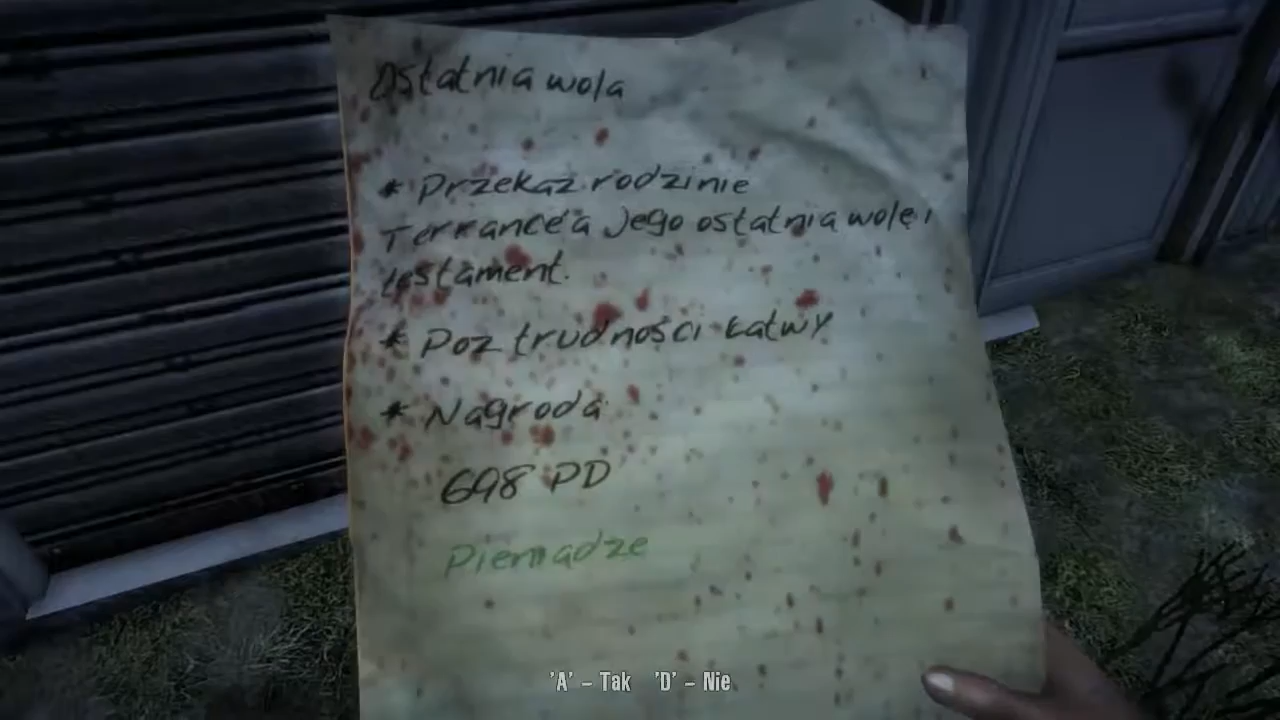 Ostatnia wola
* Przekaż rodzinie
Terrance'a jego ostatnią wolę i
testament.
* Poz trudności Łatwy
* Nagroda
698 PD
Pieniądze
'A' – Tak 'D' – Nie